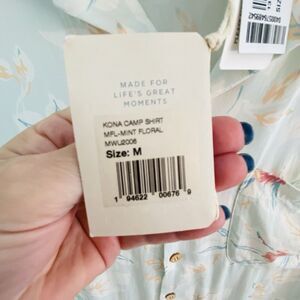 MADE FOR
LIFE'S GREAT
MOMENTS
KONA CAMP SHIRT
MFL-MINT FLORAL
MWU2006
Size: M
1 94622 00676 9